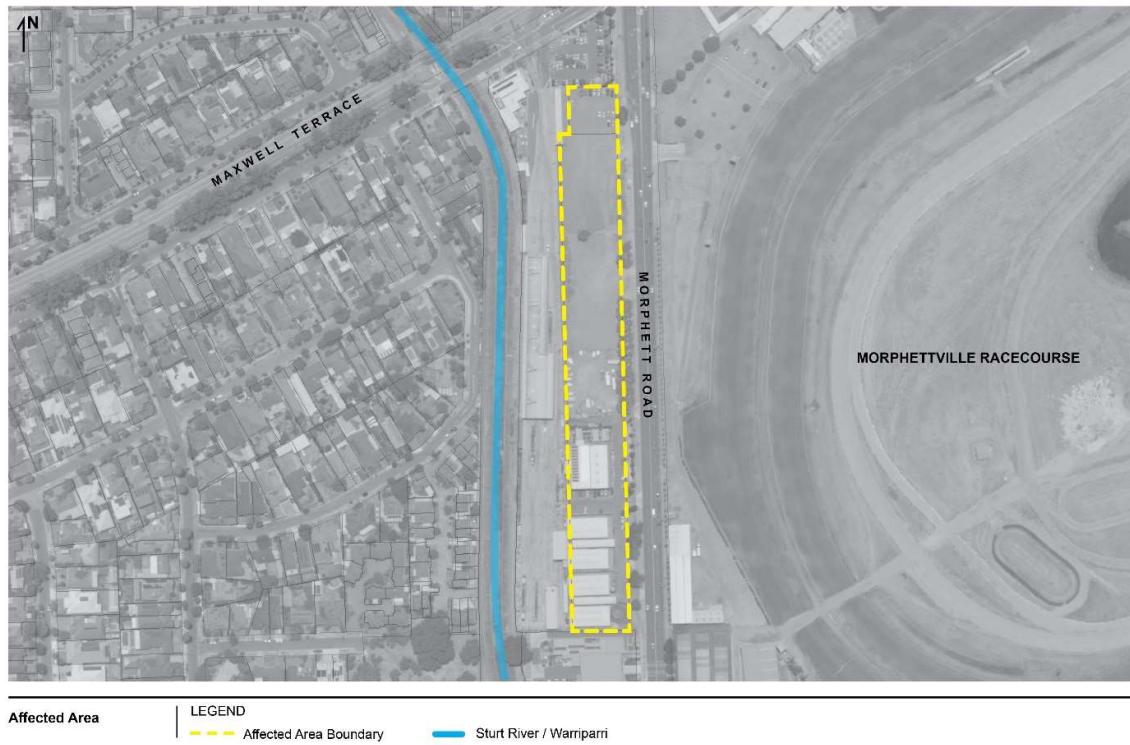 N
MAXWELL TERRACE
MORPHETT ROAD
MORPHETTVILLE RACECOURSE
Affected Area
LEGEND
Affected Area Boundary
Sturt River / Warriparri